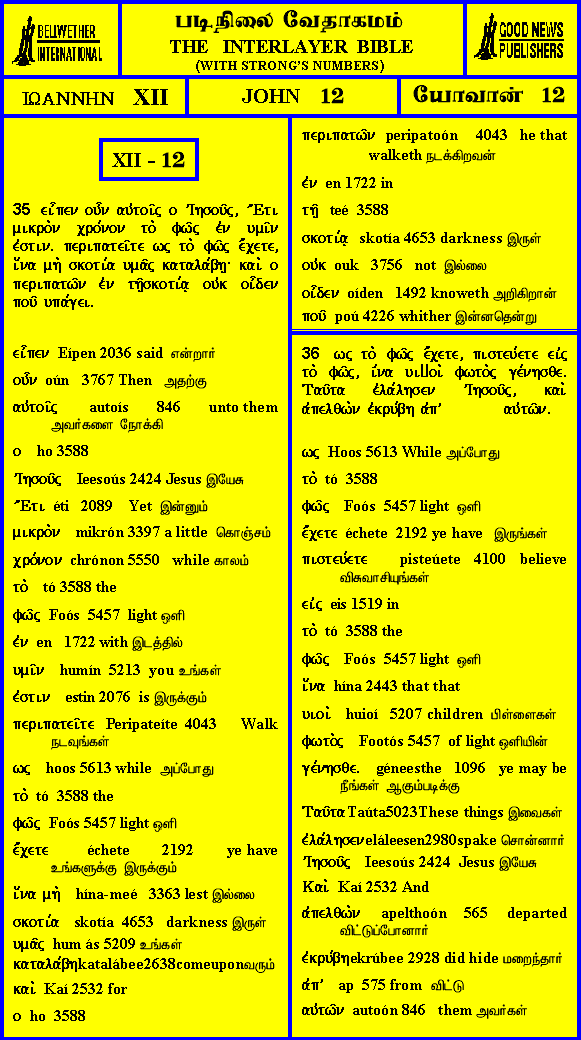 BELLWETHER
INTERNATIONAL
படிநிலை வேதாகமம்
THE INTERLAYER BIBLE
(WITH STRONG'S NUMBERS)
GOOD NEWS
PUBLISHERS
ΙΩΑΝΝΗΝ XII
JOHN 12
யோவான் 12
XII - 12
35 εἶπεν οὖν αὐτοῖς ο Ἰησοῦς, Ἔτι
μικρὸν χρόνον τὸ φῶς ἐν υμῖν
ἐστιν. περιπατεῖτε ως τὸ φῶς ἔχετε,
ἵνα μὴ σκοτία υμᾶς καταλάβῃ· καὶ ο
περιπατῶν ἐν τῇσκοτίᾳ οὐκ οἶδεν
ποῦ υπάγει.
εἶπεν Eípen 2036 said என்றார்
οὖν oún 3767 Then அதற்கு
αὐτοῖς autoís 846 unto them
அவர்களை நோக்கி
ο ho 3588
Ἰησοῦς Ieesoús 2424 Jesus இயேசு
Ἔτι éti 2089 Yet இன்னும்
μικρὸν mikrón 3397 a little கொஞ்சம்
χρόνον chrónon 5550 while காலம்
τὸ tó 3588 the
φῶς Foós 5457 light ஒளி
ἐν en 1722 with இடத்தில்
υμῖν humín 5213 you உங்கள்
ἐστιν estin 2076 is இருக்கும்
περιπατεῖτε Peripateíte 4043 Walk
நடவுங்கள்
ως hoos 5613 while அப்போது
τὸ tó 3588 the
φῶς Foós 5457 light ஒளி
ἔχετε échete 2192 ye have
உங்களுக்கு இருக்கும்
ἵνα μὴ hína-meé 3363 lest இல்லை
σκοτία skotía 4653 darkness இருள்
υμᾶς hum ás 5209 உங்கள்
καταλάβῃkatalábee2638comeuponவரும்
καὶ Kaí 2532 for
ο ho 3588
περιπατῶν peripatoón 4043 he that
walketh நடக்கிறவன்
ἐν en 1722 in
τῇ teé 3588
σκοτίᾳ skotía 4653 darkness இருள்
οὐκ ouk 3756 not இல்லை
οἶδεν oíden 1492 knoweth அறிகிறான்
ποῦ poú 4226 whither இன்னதென்று
36 ως τὸ φῶς ἔχετε, πιστεύετε εἰς
τὸ φῶς, ίνα υιοὶ φωτὸς γένησθε.
Ταῦτα ἐλάλησεν Ἰησοῦς, καὶ
ἀπελθὼν ἐκρύβη ἀπ' αὐτῶν.
ως Hoos 5613 While அப்போது
τὸ tó 3588
φῶς Foós 5457 light ஒளி
ἔχετε échete 2192 ye have இருங்கள்
πιστεύετε pisteúete 4100 believe
விசுவாசியுங்கள்
εἰς eis 1519 in
τὸ tó 3588 the
φῶς Foós 5457 light ஒளி
ἵνα hína 2443 that that
υιοὶ huioí 5207 children பிள்ளைகள்
φωτὸς Footós 5457 of light ஒளியின்
γένησθε. géneesthe 1096 ye may be
நீங்கள் ஆகும்படிக்கு
Ταῦτα Taúta5023These things இவைகள்
ἐλάλησεν eláleesen2980spake சொன்னார்
Ἰησοῦς Ieesoús 2424 Jesus இயேசு
Καὶ Kaí 2532 And
ἀπελθὼν apelthoón 565 departed
விட்டுப்போனார்
ἐκρύβη ekrúbee 2928 did hide மறைந்தார்
ἀπ' ap 575 from விட்டு
αὐτῶν autoón 846 them அவர்கள்